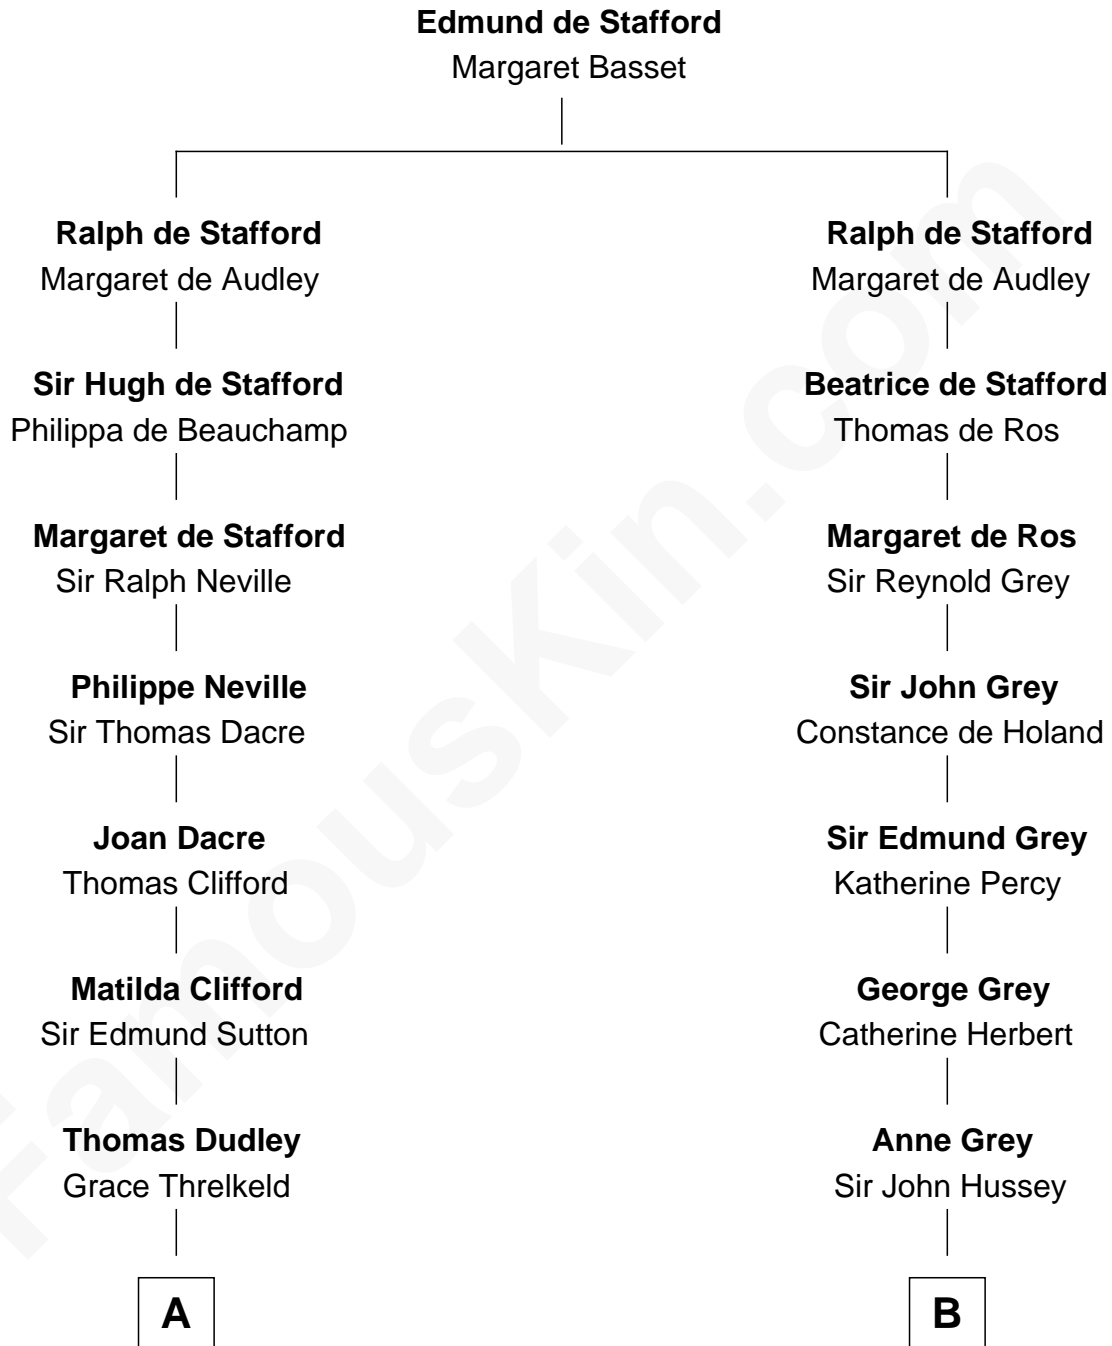 Edmund de Stafford
Margaret Basset
Ralph de Stafford
Margaret de Audley
Ralph de Stafford
Margaret de Audley
Sir Hugh de Stafford
Philippa de Beauchamp
Beatrice de Stafford
Thomas de Ros
Margaret de Stafford
Sir Ralph Neville
Margaret de Ros
Sir Reynold Grey
Philippe Neville
Sir Thomas Dacre
Sir John Grey
Constance de Holand
Joan Dacre
Thomas Clifford
Sir Edmund Grey
Katherine Percy
Matilda Clifford
Sir Edmund Sutton
George Grey
Catherine Herbert
Thomas Dudley
Grace Threlkeld
Anne Grey
Sir John Hussey
A
B
FamousKin.com